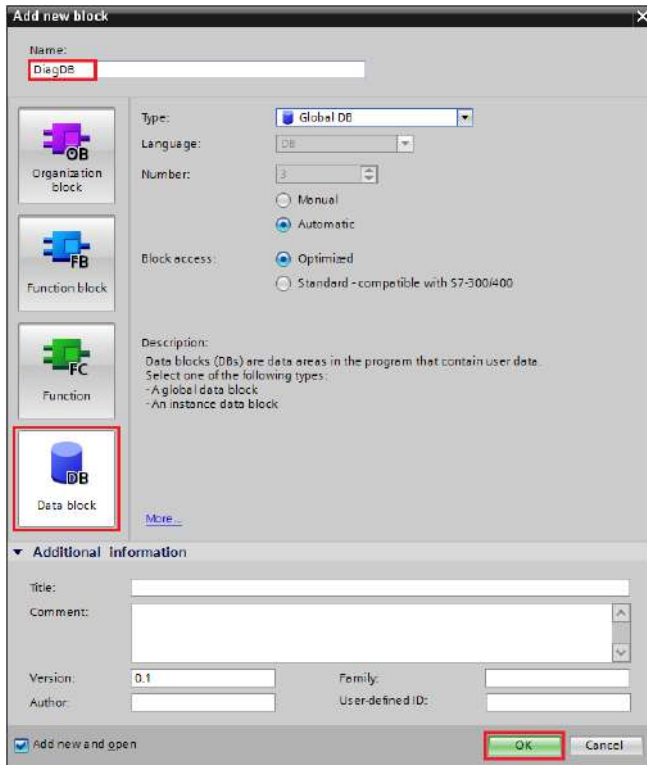 Add new block
Name:
DiagDB
OB
Organization
block
FB
Function block
FC
Function
DB
Data block
Type:
Global DB
Language:
DB
Number:
3
Manual
Automatic
Block access:
Optimized
Standard - compatible with S7-300/400
Description:
Data blocks (DBs) are data areas in the program that contain user data.
Select one of the following types:
- A global data block
- An instance data block
More...
Additional information
Title:
Comment:
Version:
0.1
Family:
Author:
User-defined ID:
Add new and open
OK
Cancel